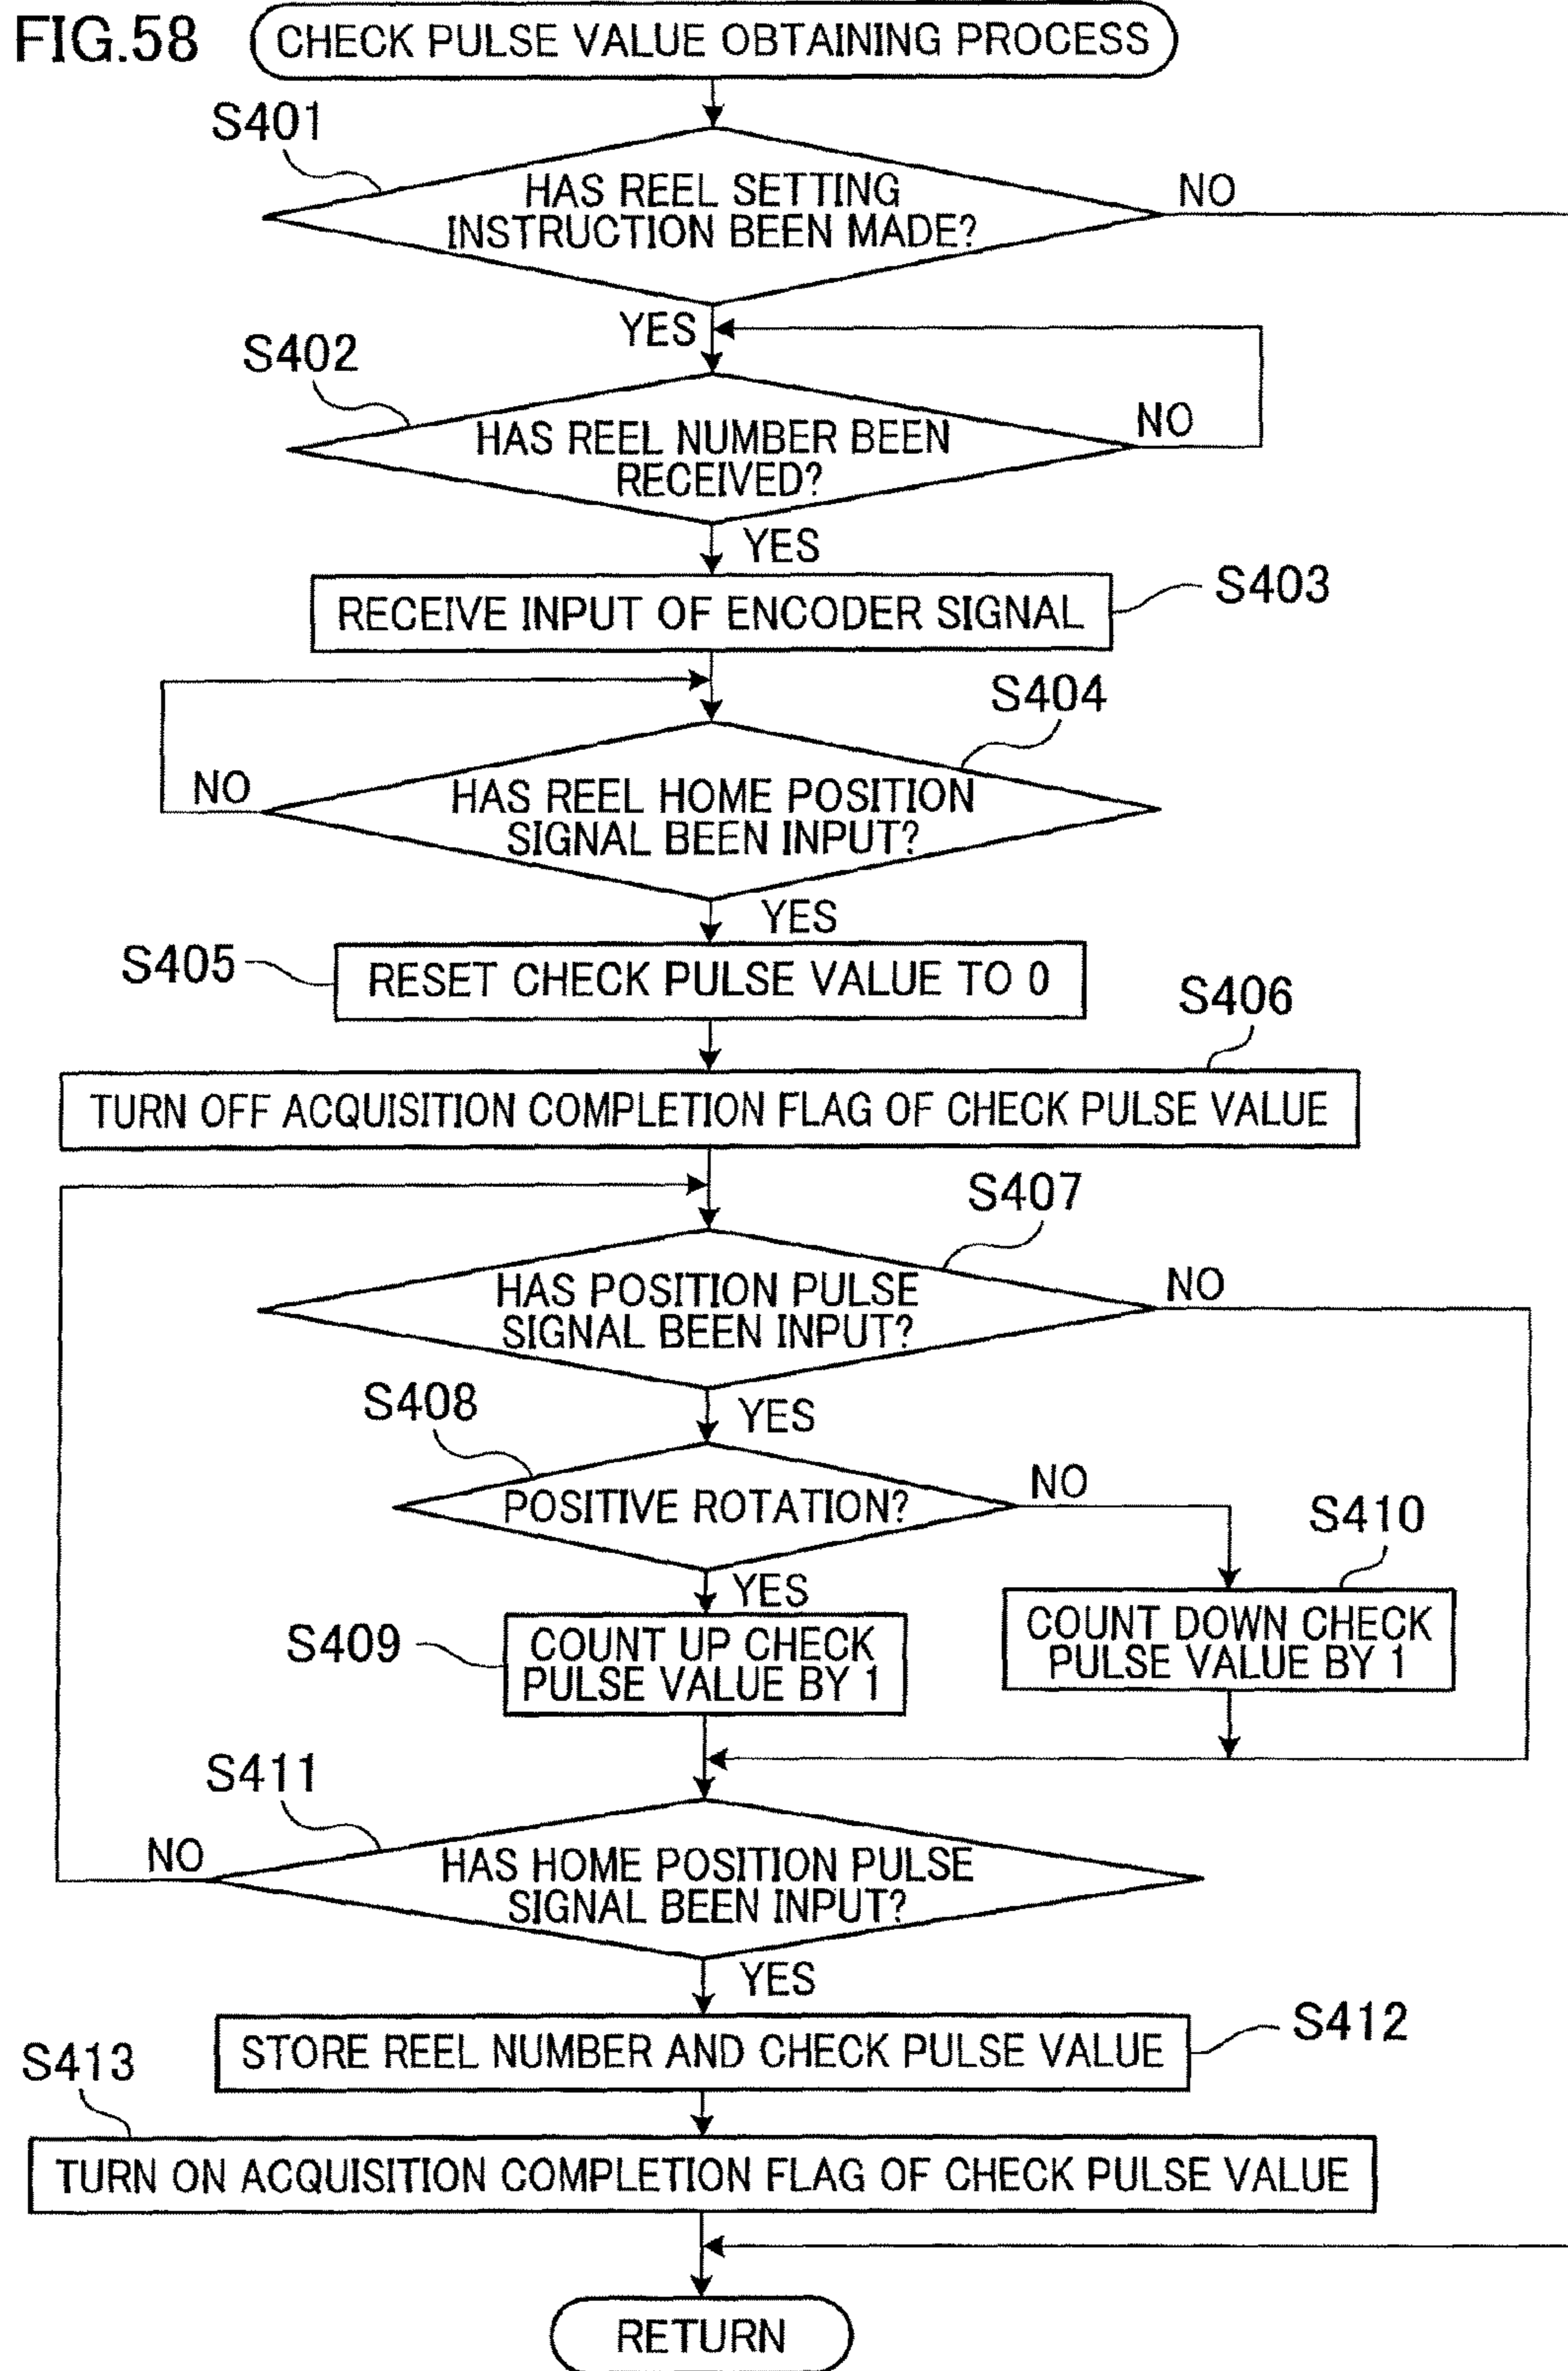 FIG.58
CHECK PULSE VALUE OBTAINING PROCESS
S401
HAS REEL SETTING
INSTRUCTION BEEN MADE?
NO
YES
S402
HAS REEL NUMBER BEEN
RECEIVED?
NO
YES
RECEIVE INPUT OF ENCODER SIGNAL
S403
S404
NO
HAS REEL HOME POSITION
SIGNAL BEEN INPUT?
YES
S405
RESET CHECK PULSE VALUE TO 0
S406
TURN OFF ACQUISITION COMPLETION FLAG OF CHECK PULSE VALUE
S407
HAS POSITION PULSE
SIGNAL BEEN INPUT?
NO
YES
S408
POSITIVE ROTATION?
NO
YES
S410
S409
COUNT UP CHECK
PULSE VALUE BY 1
COUNT DOWN CHECK
PULSE VALUE BY 1
S411
NO
HAS HOME POSITION PULSE
SIGNAL BEEN INPUT?
YES
STORE REEL NUMBER AND CHECK PULSE VALUE
S412
S413
TURN ON ACQUISITION COMPLETION FLAG OF CHECK PULSE VALUE
RETURN